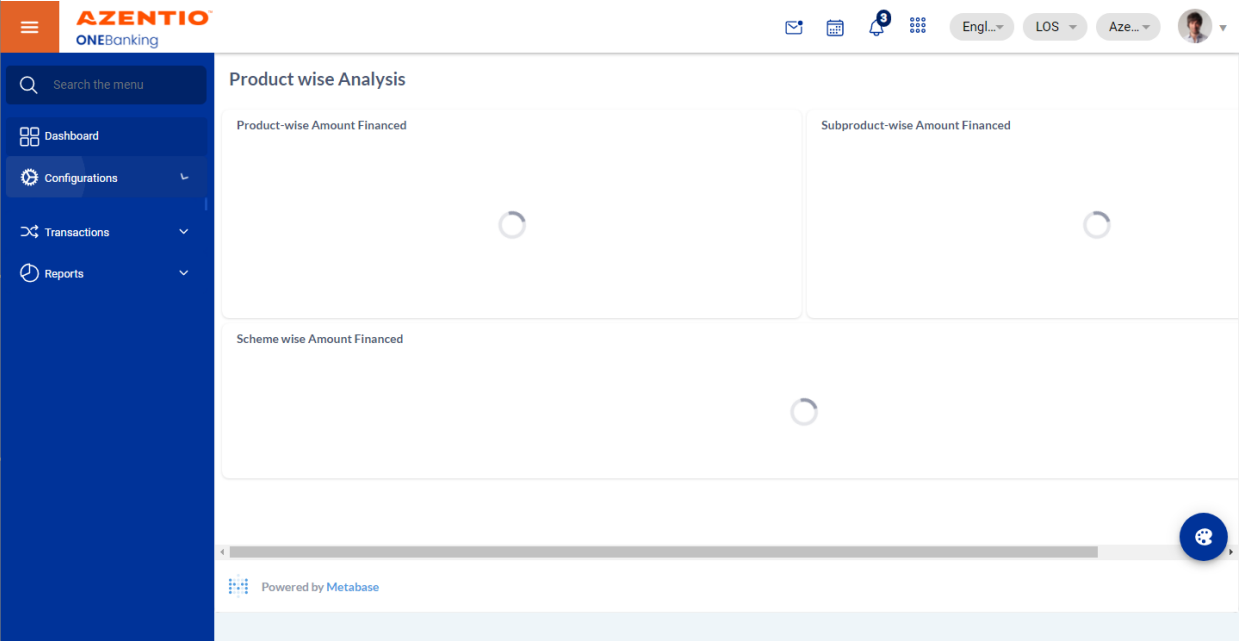 AZENTIO™
ONEBanking
3
Engl...
LOS
Aze...
Search the menu
Dashboard
Configurations
Transactions
Reports
Product wise Analysis
Product-wise Amount Financed
Subproduct-wise Amount Financed
Scheme wise Amount Financed
Powered by Metabase